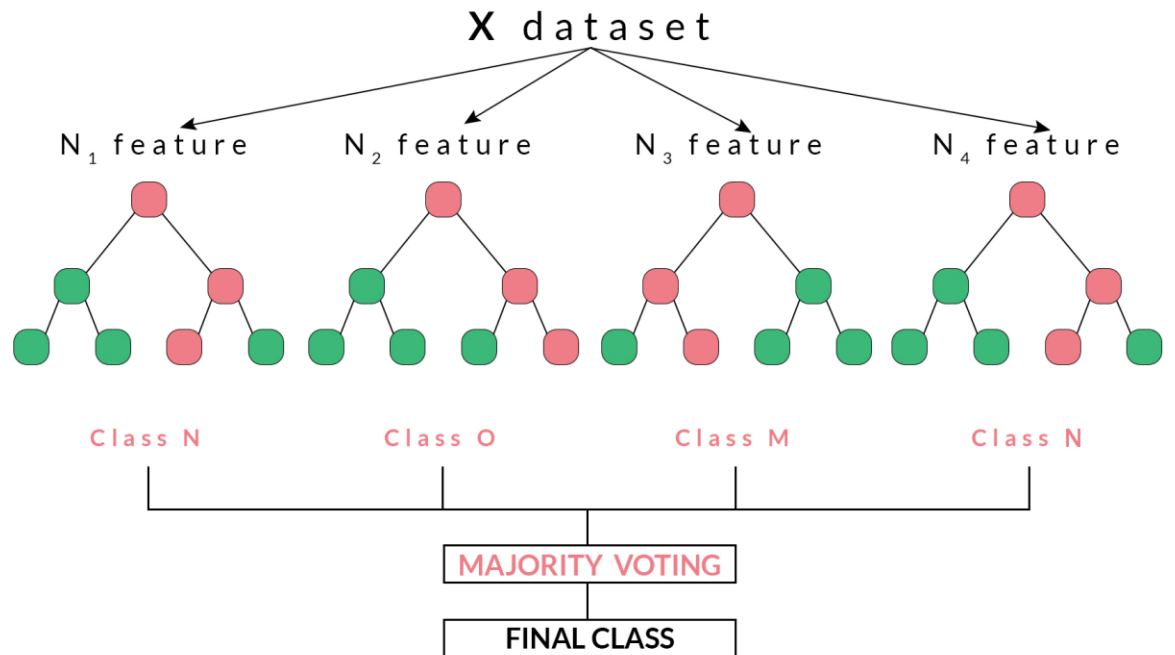 X dataset
N₁ feature
N₂ feature
N₃ feature
N₄ feature
Class N
Class O
Class M
Class N
MAJORITY VOTING
FINAL CLASS